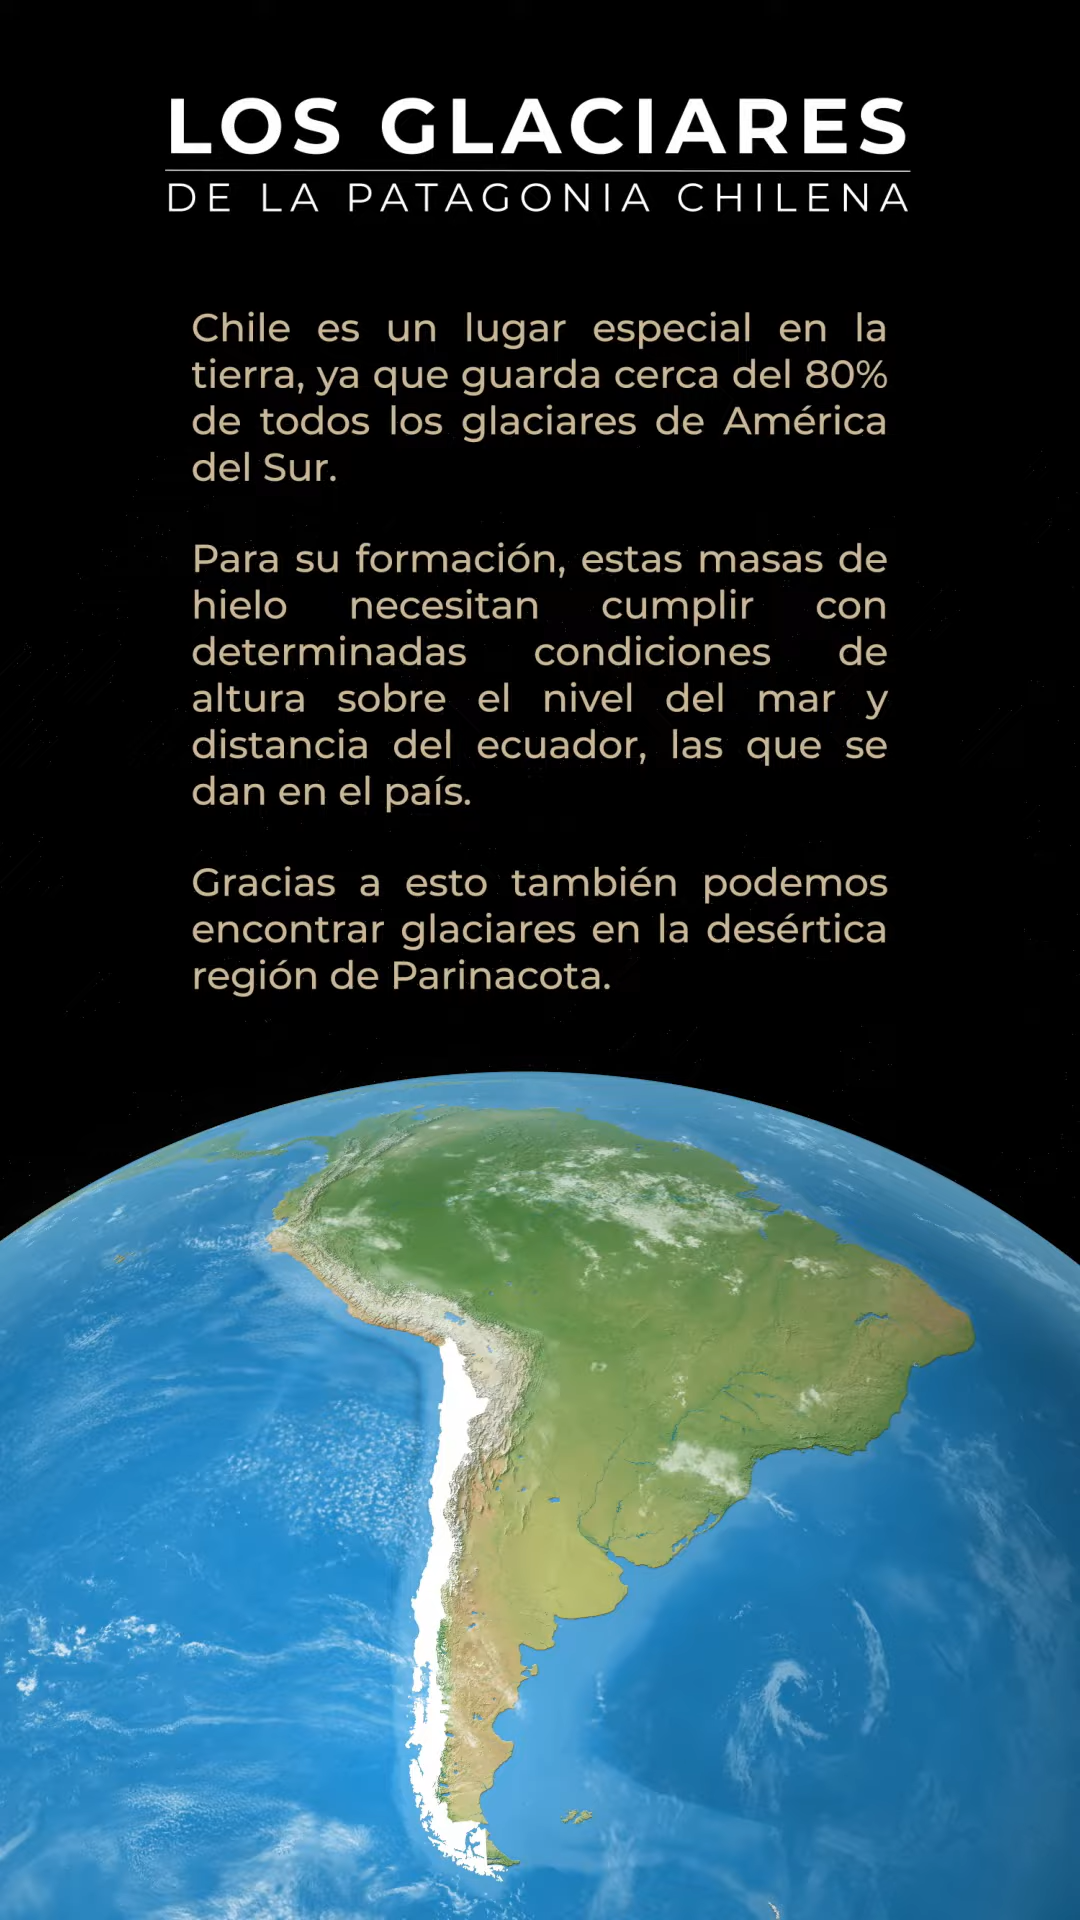 LOS GLACIARES
DE LA PATAGONIA CHILENA
Chile es un lugar especial en la
tierra, ya que guarda cerca del 80%
de todos los glaciares de América
del Sur.
Para su formación, estas masas de
hielo necesitan cumplir con
determinadas condiciones de
altura sobre el nivel del mar y
distancia del ecuador, las que se
dan en el país.
Gracias a esto también podemos
encontrar glaciares en la desértica
región de Parinacota.